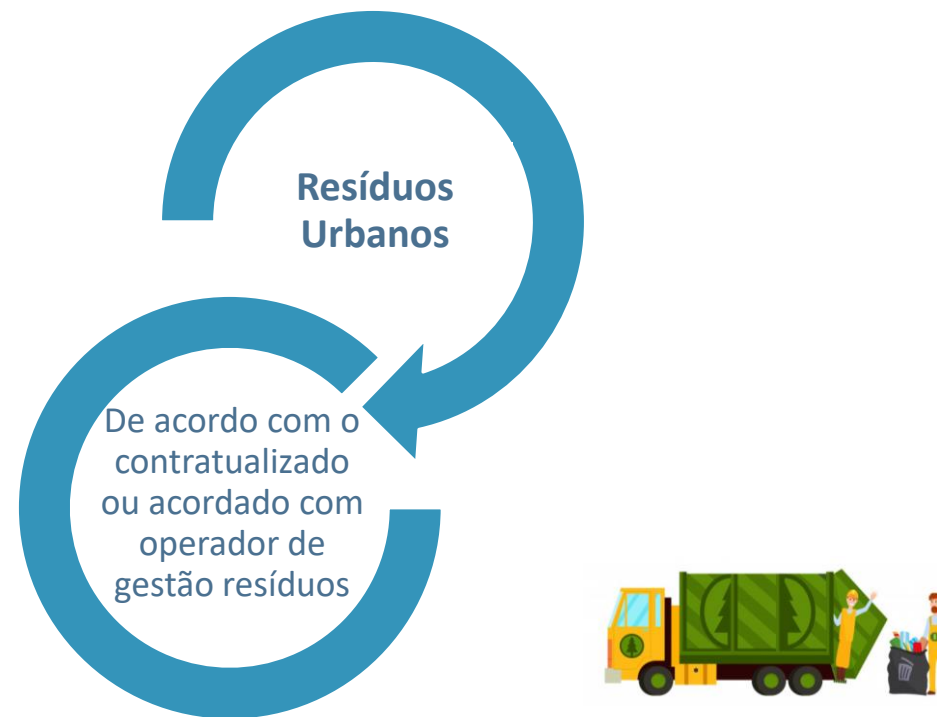 Resíduos
Urbanos
De acordo com o
contratualizado
ou acordado com
operador de
gestão resíduos